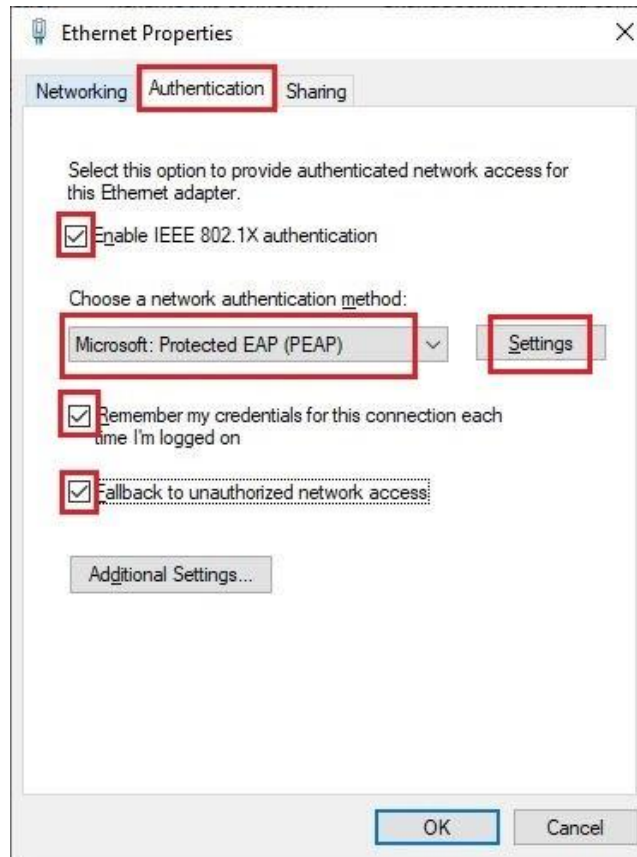 Ethernet Properties
Networking Authentication Sharing
Select this option to provide authenticated network access for
this Ethernet adapter.
Enable IEEE 802.1X authentication
Choose a network authentication method:
Microsoft: Protected EAP (PEAP) Settings
Remember my credentials for this connection each
time I'm logged on
Fallback to unauthorized network access
Additional Settings...
OK Cancel